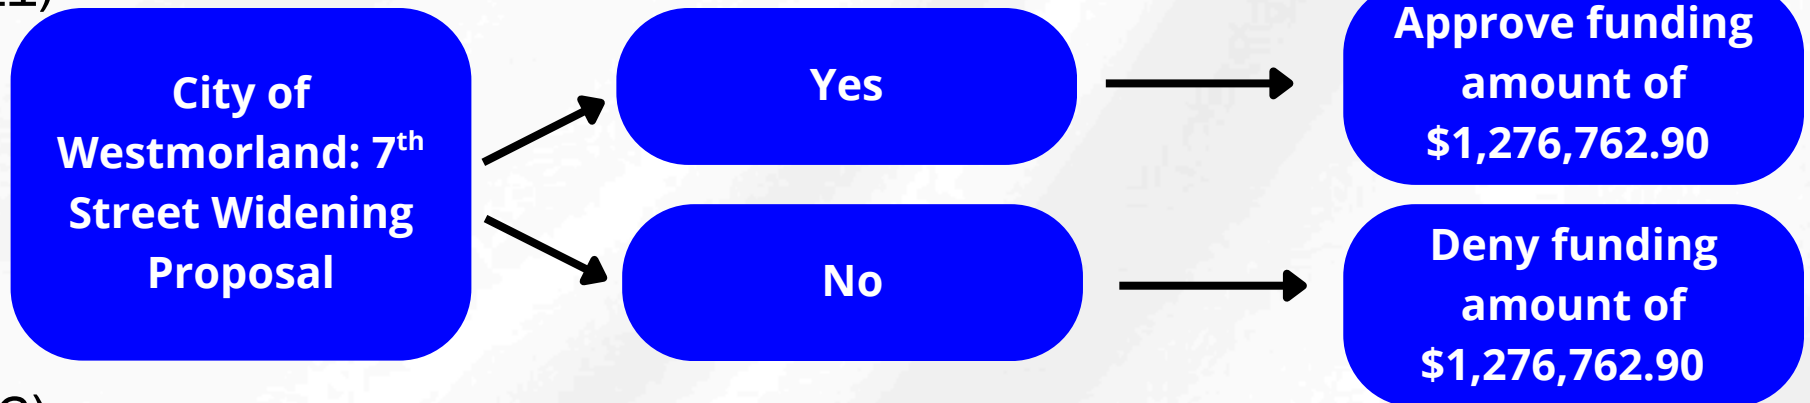 City of
Westmorland: 7th
Street Widening
Proposal
Yes
Approve funding
amount of
$1,276,762.90
No
Deny funding
amount of
$1,276,762.90